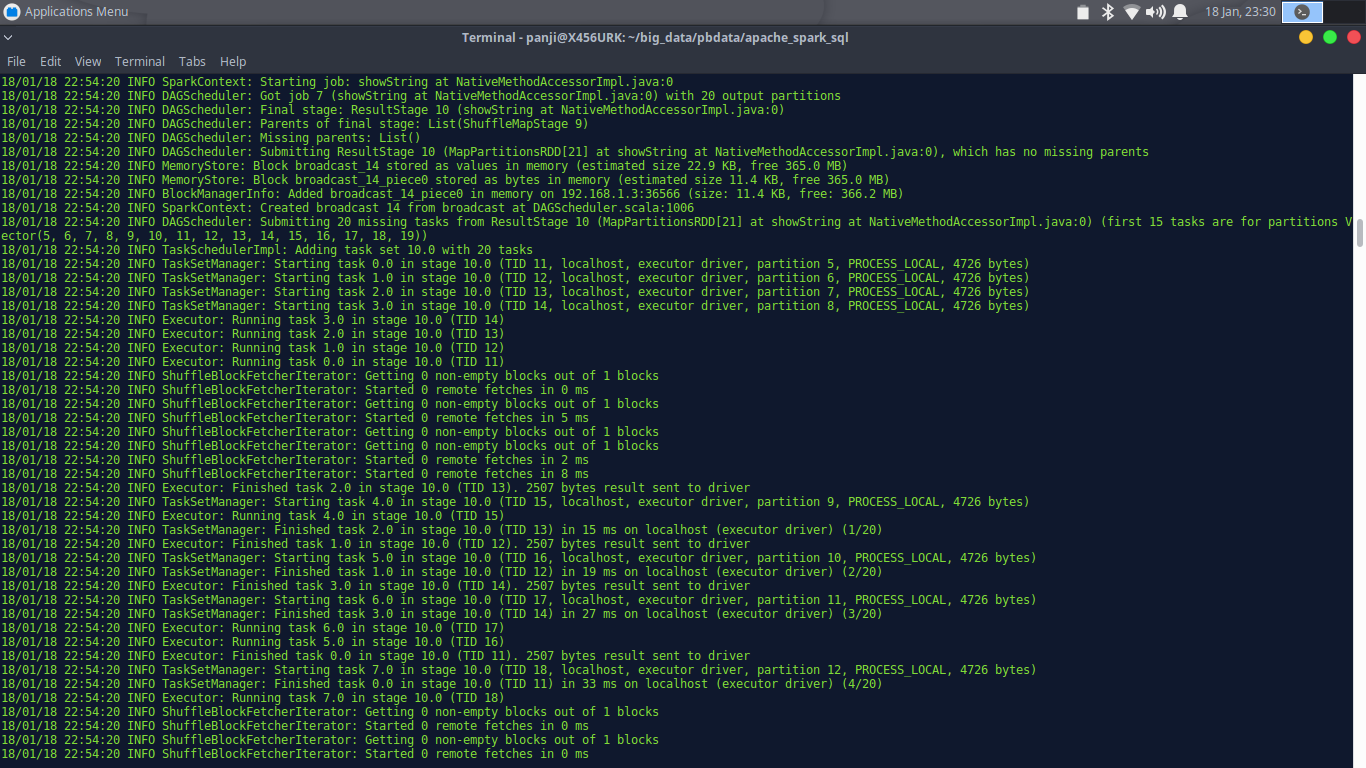 Applications Menu
18 Jan, 23:30
Terminal - panji@X456URK: ~/big_data/pbdata/apache_spark_sql
File Edit View Terminal Tabs Help
18/01/18 22:54:20 INFO SparkContext: Starting job: showString at NativeMethodAccessorImpl.java:0
18/01/18 22:54:20 INFO DAGScheduler: Got job 7 (showString at NativeMethodAccessorImpl.java:0) with 20 output partitions
18/01/18 22:54:20 INFO DAGScheduler: Final stage: ResultStage 10 (showString at NativeMethodAccessorImpl.java:0)
18/01/18 22:54:20 INFO DAGScheduler: Parents of final stage: List(ShuffleMapStage 9)
18/01/18 22:54:20 INFO DAGScheduler: Missing parents: List()
18/01/18 22:54:20 INFO DAGScheduler: Submitting ResultStage 10 (MapPartitionsRDD[21] at showString at NativeMethodAccessorImpl.java:0), which has no missing parents
18/01/18 22:54:20 INFO MemoryStore: Block broadcast_14 stored as values in memory (estimated size 22.9 KB, free 365.0 MB)
18/01/18 22:54:20 INFO MemoryStore: Block broadcast_14_piece0 stored as bytes in memory (estimated size 11.4 KB, free 365.0 MB)
18/01/18 22:54:20 INFO BlockManagerInfo: Added broadcast_14_piece0 in memory on 192.168.1.3:36566 (size: 11.4 KB, free: 366.2 MB)
18/01/18 22:54:20 INFO SparkContext: Created broadcast 14 from broadcast at DAGScheduler.scala:1006
18/01/18 22:54:20 INFO DAGScheduler: Submitting 20 missing tasks from ResultStage 10 (MapPartitionsRDD[21] at showString at NativeMethodAccessorImpl.java:0) (first 15 tasks are for partitions V
ector(5, 6, 7, 8, 9, 10, 11, 12, 13, 14, 15, 16, 17, 18, 19))
18/01/18 22:54:20 INFO TaskSchedulerImpl: Adding task set 10.0 with 20 tasks
18/01/18 22:54:20 INFO TaskSetManager: Starting task 0.0 in stage 10.0 (TID 11, localhost, executor driver, partition 5, PROCESS_LOCAL, 4726 bytes)
18/01/18 22:54:20 INFO TaskSetManager: Starting task 1.0 in stage 10.0 (TID 12, localhost, executor driver, partition 6, PROCESS_LOCAL, 4726 bytes)
18/01/18 22:54:20 INFO TaskSetManager: Starting task 2.0 in stage 10.0 (TID 13, localhost, executor driver, partition 7, PROCESS_LOCAL, 4726 bytes)
18/01/18 22:54:20 INFO TaskSetManager: Starting task 3.0 in stage 10.0 (TID 14, localhost, executor driver, partition 8, PROCESS_LOCAL, 4726 bytes)
18/01/18 22:54:20 INFO Executor: Running task 3.0 in stage 10.0 (TID 14)
18/01/18 22:54:20 INFO Executor: Running task 2.0 in stage 10.0 (TID 13)
18/01/18 22:54:20 INFO Executor: Running task 1.0 in stage 10.0 (TID 12)
18/01/18 22:54:20 INFO Executor: Running task 0.0 in stage 10.0 (TID 11)
18/01/18 22:54:20 INFO ShuffleBlockFetcherIterator: Getting 0 non-empty blocks out of 1 blocks
18/01/18 22:54:20 INFO ShuffleBlockFetcherIterator: Started 0 remote fetches in 0 ms
18/01/18 22:54:20 INFO ShuffleBlockFetcherIterator: Getting 0 non-empty blocks out of 1 blocks
18/01/18 22:54:20 INFO ShuffleBlockFetcherIterator: Started 0 remote fetches in 5 ms
18/01/18 22:54:20 INFO ShuffleBlockFetcherIterator: Getting 0 non-empty blocks out of 1 blocks
18/01/18 22:54:20 INFO ShuffleBlockFetcherIterator: Getting 0 non-empty blocks out of 1 blocks
18/01/18 22:54:20 INFO ShuffleBlockFetcherIterator: Started 0 remote fetches in 2 ms
18/01/18 22:54:20 INFO ShuffleBlockFetcherIterator: Started 0 remote fetches in 8 ms
18/01/18 22:54:20 INFO Executor: Finished task 2.0 in stage 10.0 (TID 13). 2507 bytes result sent to driver
18/01/18 22:54:20 INFO TaskSetManager: Starting task 4.0 in stage 10.0 (TID 15, localhost, executor driver, partition 9, PROCESS_LOCAL, 4726 bytes)
18/01/18 22:54:20 INFO Executor: Running task 4.0 in stage 10.0 (TID 15)
18/01/18 22:54:20 INFO TaskSetManager: Finished task 2.0 in stage 10.0 (TID 13) in 15 ms on localhost (executor driver) (1/20)
18/01/18 22:54:20 INFO Executor: Finished task 1.0 in stage 10.0 (TID 12). 2507 bytes result sent to driver
18/01/18 22:54:20 INFO TaskSetManager: Starting task 5.0 in stage 10.0 (TID 16, localhost, executor driver, partition 10, PROCESS_LOCAL, 4726 bytes)
18/01/18 22:54:20 INFO TaskSetManager: Finished task 1.0 in stage 10.0 (TID 12) in 19 ms on localhost (executor driver) (2/20)
18/01/18 22:54:20 INFO Executor: Finished task 3.0 in stage 10.0 (TID 14). 2507 bytes result sent to driver
18/01/18 22:54:20 INFO TaskSetManager: Starting task 6.0 in stage 10.0 (TID 17, localhost, executor driver, partition 11, PROCESS_LOCAL, 4726 bytes)
18/01/18 22:54:20 INFO TaskSetManager: Finished task 3.0 in stage 10.0 (TID 14) in 27 ms on localhost (executor driver) (3/20)
18/01/18 22:54:20 INFO Executor: Running task 6.0 in stage 10.0 (TID 17)
18/01/18 22:54:20 INFO Executor: Running task 5.0 in stage 10.0 (TID 16)
18/01/18 22:54:20 INFO Executor: Finished task 0.0 in stage 10.0 (TID 11). 2507 bytes result sent to driver
18/01/18 22:54:20 INFO TaskSetManager: Starting task 7.0 in stage 10.0 (TID 18, localhost, executor driver, partition 12, PROCESS_LOCAL, 4726 bytes)
18/01/18 22:54:20 INFO TaskSetManager: Finished task 0.0 in stage 10.0 (TID 11) in 33 ms on localhost (executor driver) (4/20)
18/01/18 22:54:20 INFO Executor: Running task 7.0 in stage 10.0 (TID 18)
18/01/18 22:54:20 INFO ShuffleBlockFetcherIterator: Getting 0 non-empty blocks out of 1 blocks
18/01/18 22:54:20 INFO ShuffleBlockFetcherIterator: Started 0 remote fetches in 0 ms
18/01/18 22:54:20 INFO ShuffleBlockFetcherIterator: Getting 0 non-empty blocks out of 1 blocks
18/01/18 22:54:20 INFO ShuffleBlockFetcherIterator: Started 0 remote fetches in 0 ms